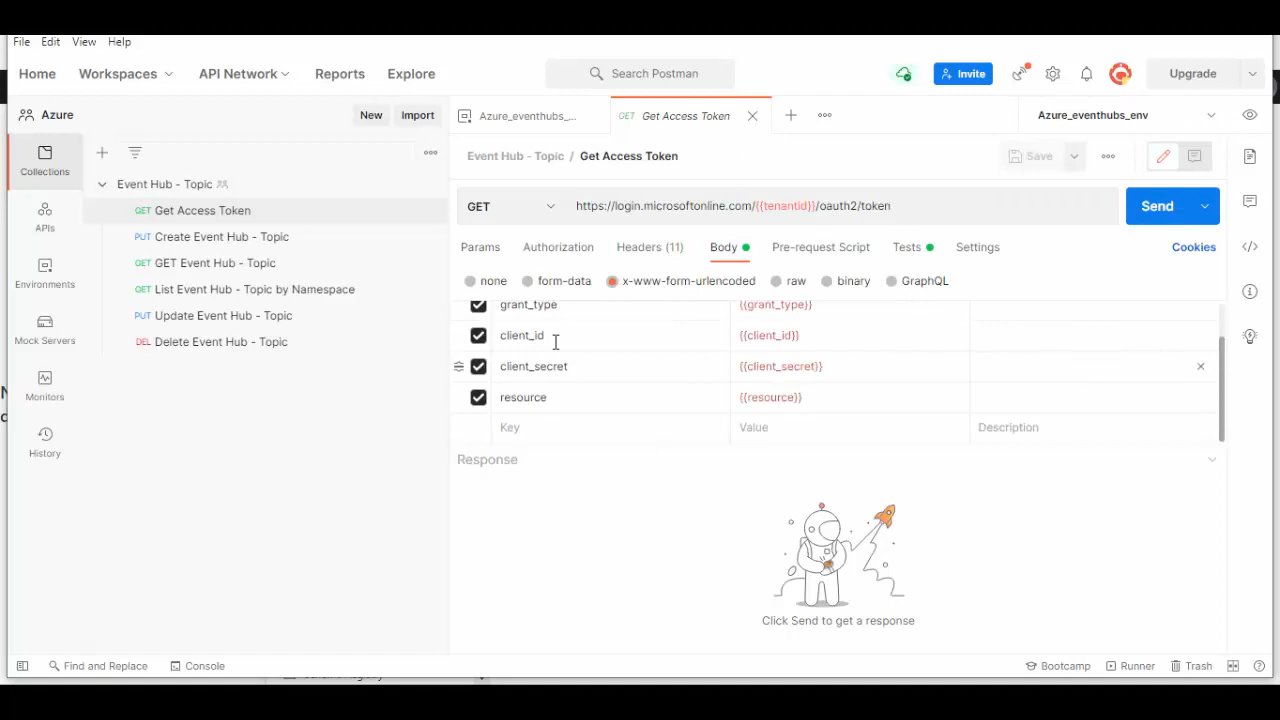 File Edit View Help
Home Workspaces API Network Reports Explore Search Postman Invite Upgrade
Azure New Import
Azure_eventhubs_... GET Get Access Token Azure_eventhubs_env
Collections
APIs
Environments
Mock Servers
Monitors
History
Event Hub - Topic
GET Get Access Token
PUT Create Event Hub - Topic
GET GET Event Hub - Topic
GET List Event Hub - Topic by Namespace
PUT Update Event Hub - Topic
DEL Delete Event Hub - Topic
Event Hub - Topic / Get Access Token Save
GET https://login.microsoftonline.com/{{tenantid}}/oauth2/token Send
Params Authorization Headers (11) Body Pre-request Script Tests Settings Cookies
none form-data x-www-form-urlencoded raw binary GraphQL
grant_type {{grant_type}}
client_id {{client_id}}
client_secret {{client_secret}}
resource {{resource}}
Key Value Description
Response
Click Send to get a response
Find and Replace Console Bootcamp Runner Trash